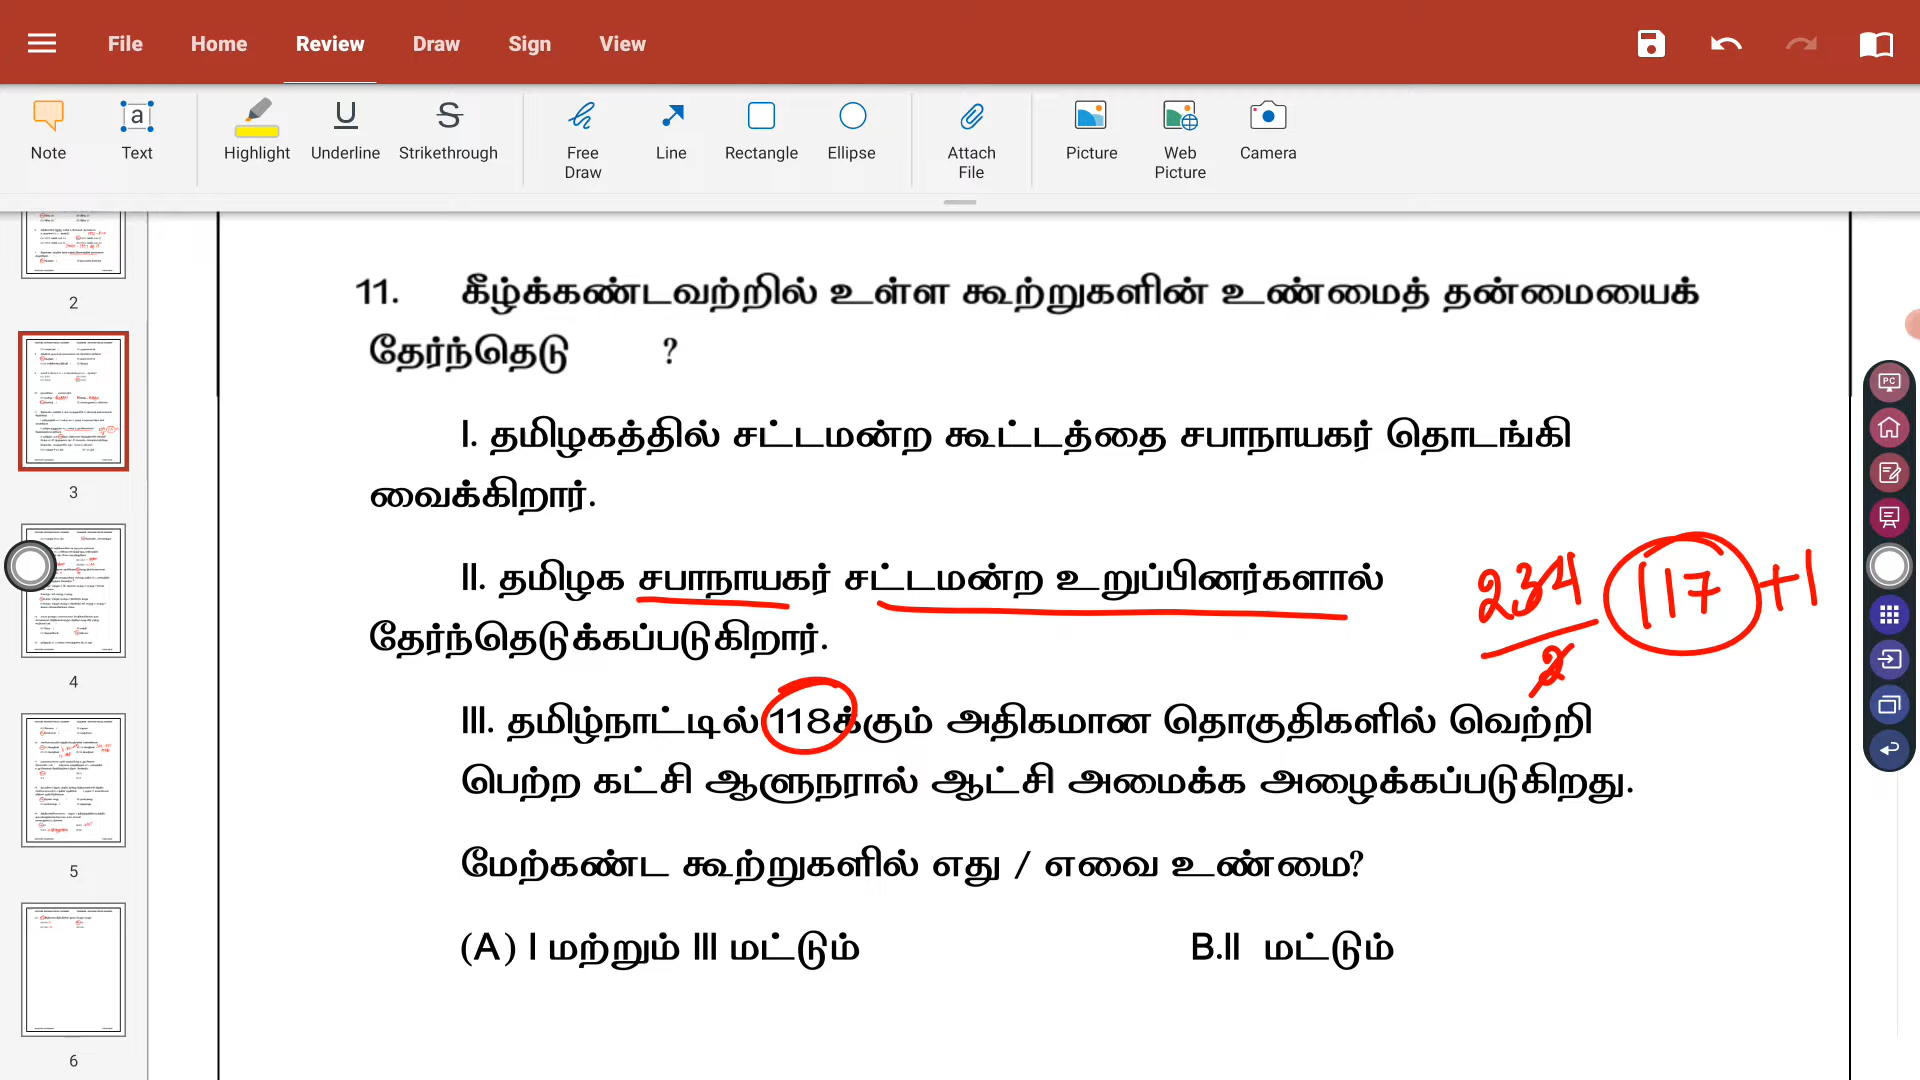 File Home Review Draw Sign View
Note Text Highlight Underline Strikethrough Free Draw Line Rectangle Ellipse Attach File Picture Web Picture Camera
2
3
4
5
6
11. கீழ்க்கண்டவற்றில் உள்ள கூற்றுகளின் உண்மைத் தன்மையைக்
தேர்ந்தெடு ?
I. தமிழகத்தில் சட்டமன்ற கூட்டத்தை சபாநாயகர் தொடங்கி
வைக்கிறார்.
II. தமிழக சபாநாயகர் சட்டமன்ற உறுப்பினர்களால்
தேர்ந்தெடுக்கப்படுகிறார்.
234 117 +1
2
III. தமிழ்நாட்டில் 118க்கும் அதிகமான தொகுதிகளில் வெற்றி
பெற்ற கட்சி ஆளுநரால் ஆட்சி அமைக்க அழைக்கப்படுகிறது.
மேற்கண்ட கூற்றுகளில் எது / எவை உண்மை?
(A) I மற்றும் III மட்டும் B.II மட்டும்
PC